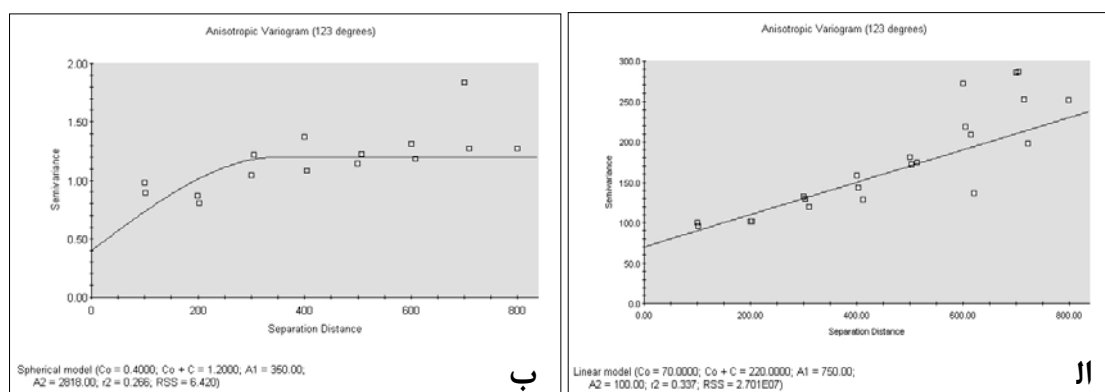 Anisotropic Variogram (123 degrees)
2.00
1.50
1.00
0.50
0.00
Semivariance
0 200 400 600 800
Separation Distance
Spherical model (Co = 0.4000; Co + C = 1.2000; A1 = 350.00;
A2 = 2818.00; r2 = 0.266; RSS = 6.420)
ب
Anisotropic Variogram (123 degrees)
300.0
250.0
200.0
150.0
100.0
50.0
0.0
Semivariance
0.00 200.00 400.00 600.00 800.00
Separation Distance
Linear model (Co = 70.0000; Co + C = 220.0000; A1 = 750.00;
A2 = 100.00; r2 = 0.337; RSS = 2.701E07)
ال